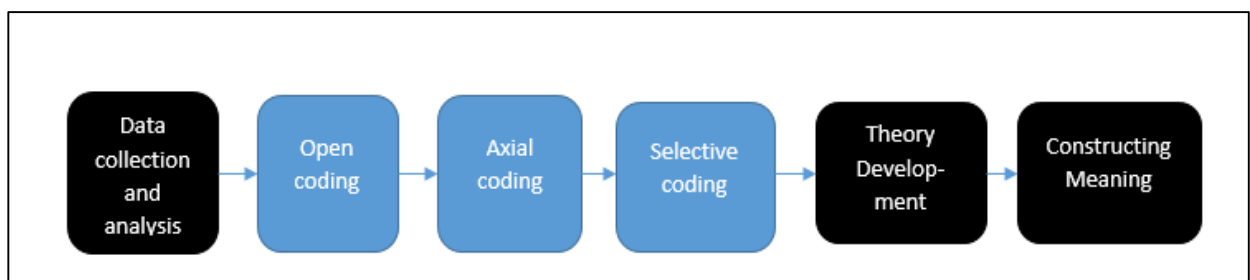 Data
collection
and
analysis
Open
coding
Axial
coding
Selective
coding
Theory
Develop-
ment
Constructing
Meaning